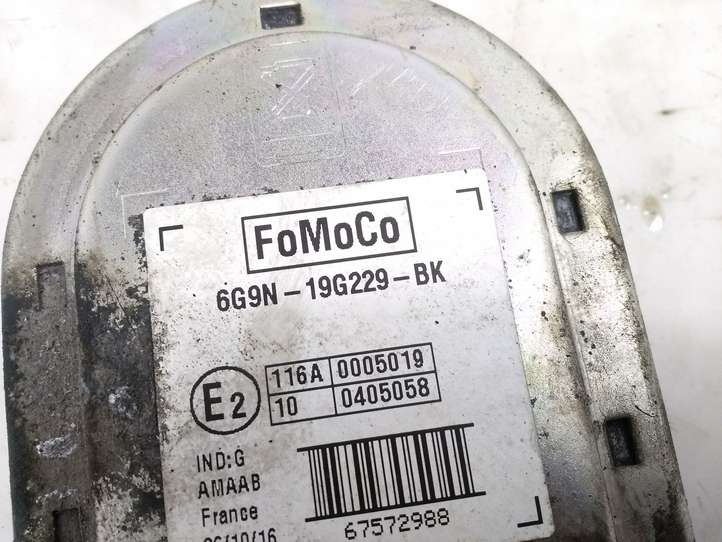 FoMoCo
6G9N-19G229-BK
E2
116A 0005019
10 0405058
IND:G
AMAAB
France
67572988